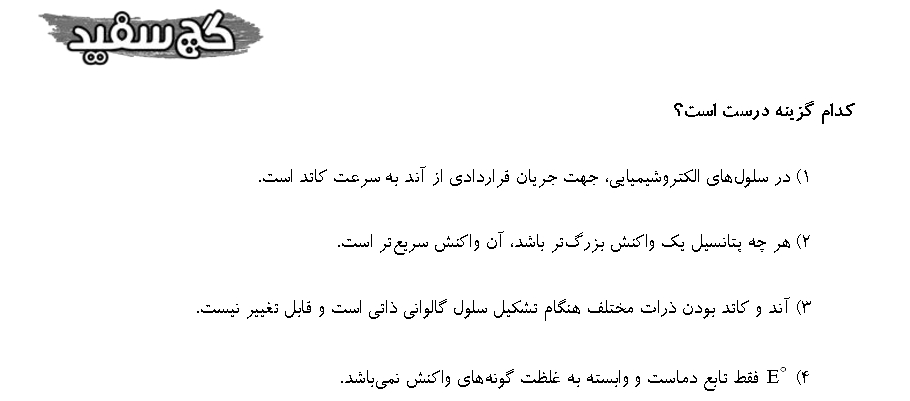 گچ سفید
کدام گزینه درست است؟
۱) در سلول‌های الکتروشیمیایی، جهت جریان قراردادی از آند به سرعت کاتد است.
۲) هر چه پتانسیل یک واکنش بزرگ‌تر باشد، آن واکنش سریع‌تر است.
۳) آند و کاتد بودن ذرات مختلف هنگام تشکیل سلول گالوانی ذاتی است و قابل تغییر نیست.
۴) E° فقط تابع دماست و وابسته به غلظت گونه‌های واکنش نمی‌باشد.